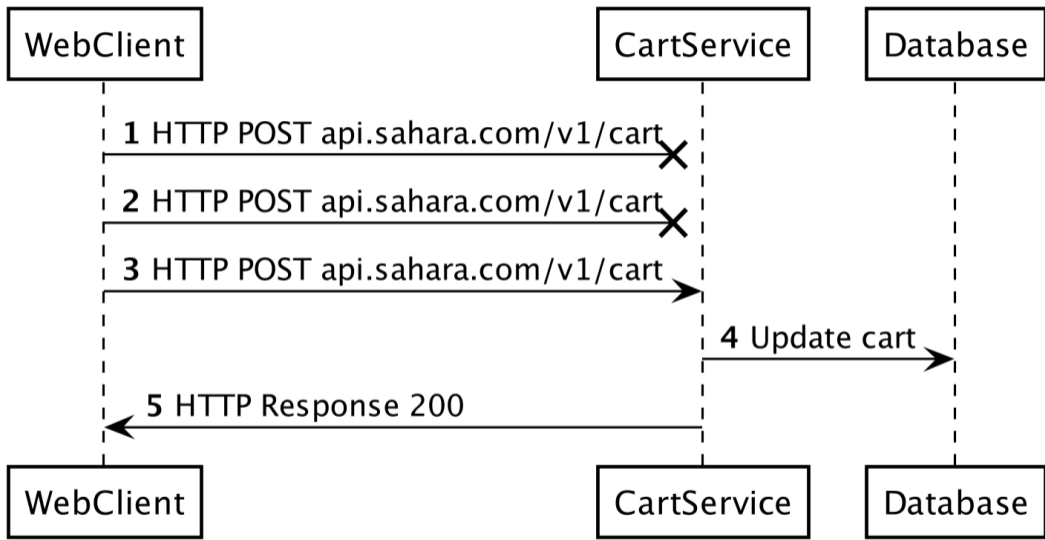 WebClient
CartService
Database
1 HTTP POST api.sahara.com/v1/cart
2 HTTP POST api.sahara.com/v1/cart
3 HTTP POST api.sahara.com/v1/cart
4 Update cart
5 HTTP Response 200
WebClient
CartService
Database